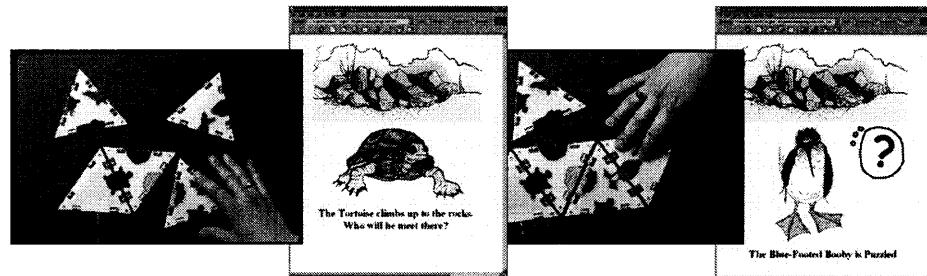 The Tortoise climbs up to the rocks.
Who will he meet there?
?
The Blue-Footed Booby is Puzzled